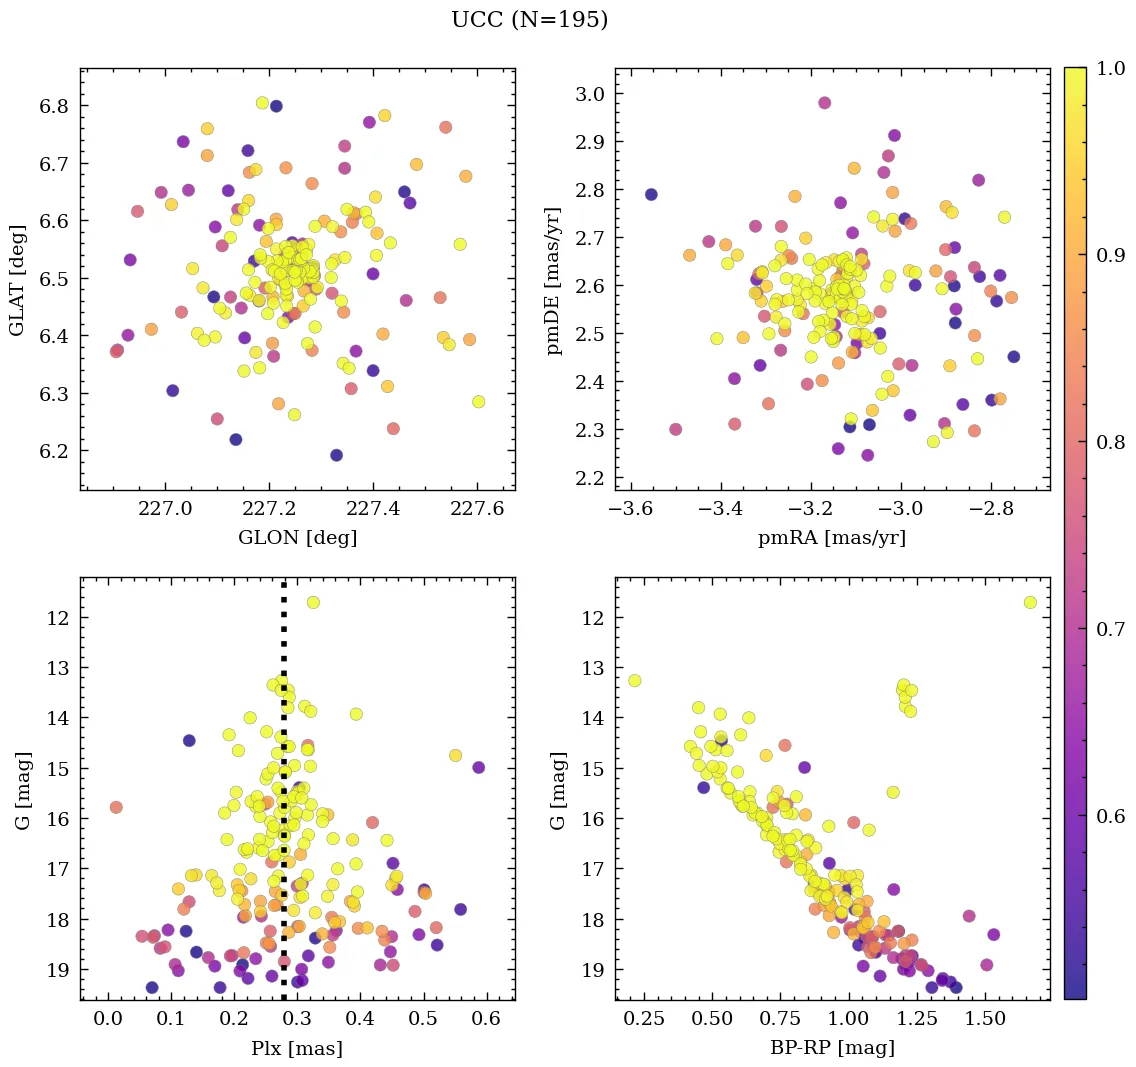 UCC (N=195)
6.8
6.7
6.6
6.5
6.4
6.3
6.2
GLAT [deg]
227.0 227.2 227.4 227.6
GLON [deg]
3.0
2.9
2.8
2.7
2.6
2.5
2.4
2.3
2.2
pmDE [mas/yr]
−3.6 −3.4 −3.2 −3.0 −2.8
pmRA [mas/yr]
1.0
0.9
0.8
0.7
0.6
12
13
14
15
16
17
18
19
G [mag]
0.0 0.1 0.2 0.3 0.4 0.5 0.6
Plx [mas]
12
13
14
15
16
17
18
19
G [mag]
0.25 0.50 0.75 1.00 1.25 1.50
BP-RP [mag]